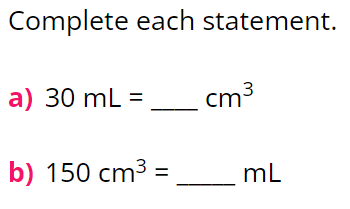 Complete each statement.
a) 30 mL = ____ cm³
b) 150 cm³ = _____ mL